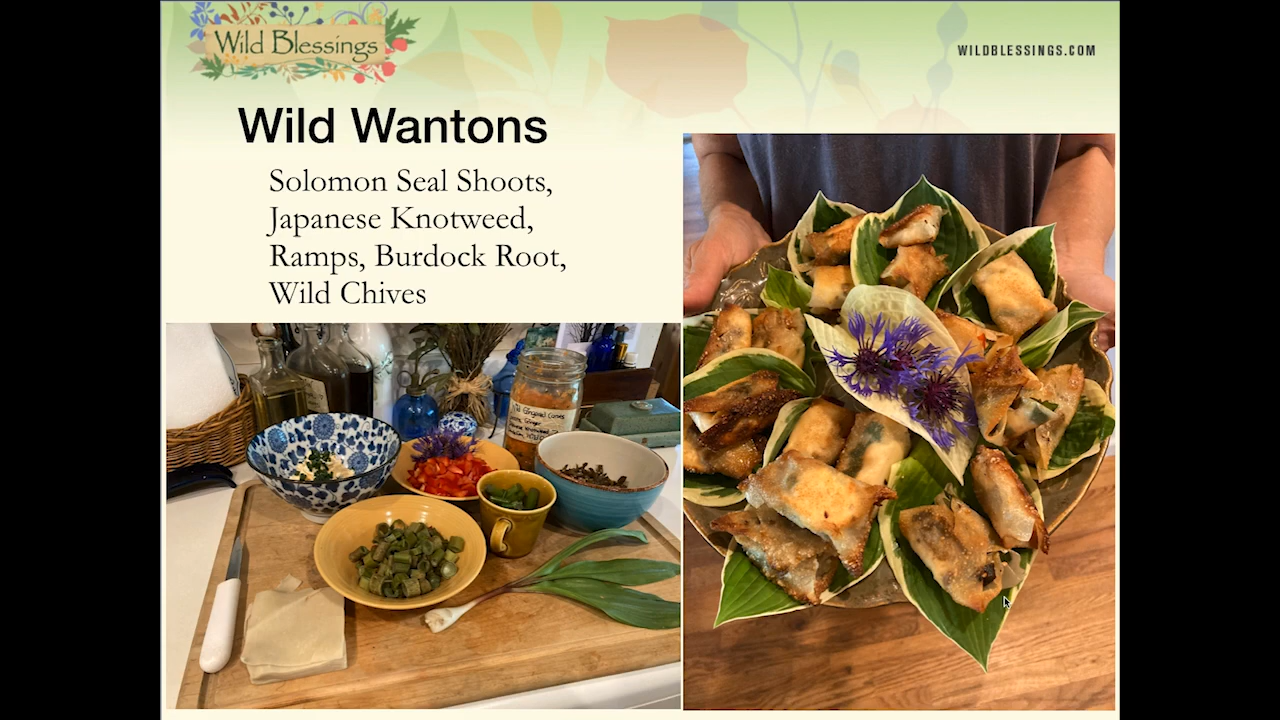 Wild Blessings
WILDBLESSINGS.COM
Wild Wantons
Solomon Seal Shoots,
Japanese Knotweed,
Ramps, Burdock Root,
Wild Chives